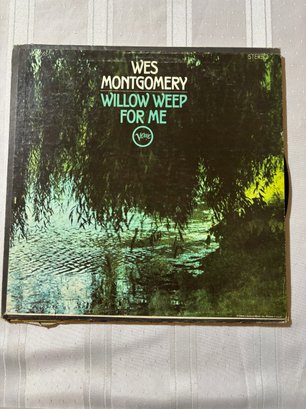 STEREO
WES
MONTGOMERY
WILLOW WEEP
FOR ME
Verve